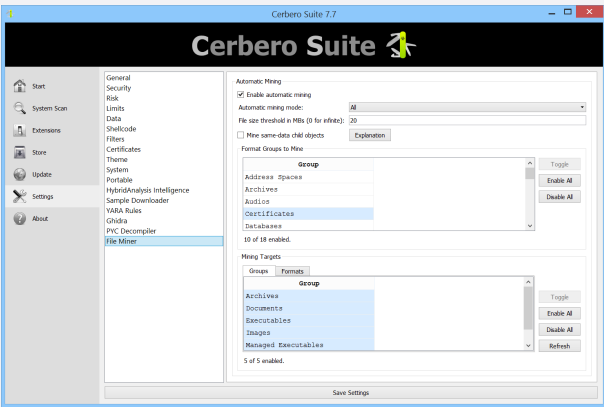 Cerbero Suite 7.7
Cerbero Suite
Start
System Scan
Extensions
Store
Update
Settings
About
General
Security
Risk
Limits
Data
Shellcode
Filters
Certificates
Theme
System
Portable
HybridAnalysis Intelligence
Sample Downloader
YARA Rules
Ghidra
PYC Decompiler
File Miner
Automatic Mining
Enable automatic mining
Automatic mining mode: All
File size threshold in MBs (0 for infinite): 20
Mine same-data child objects Explanation
Format Groups to Mine
Group
Address Spaces
Archives
Audios
Certificates
Databases
Toggle
Enable All
Disable All
10 of 18 enabled.
Mining Targets
Groups Formats
Group
Archives
Documents
Executables
Images
Managed Executables
Toggle
Enable All
Disable All
Refresh
5 of 5 enabled.
Save Settings